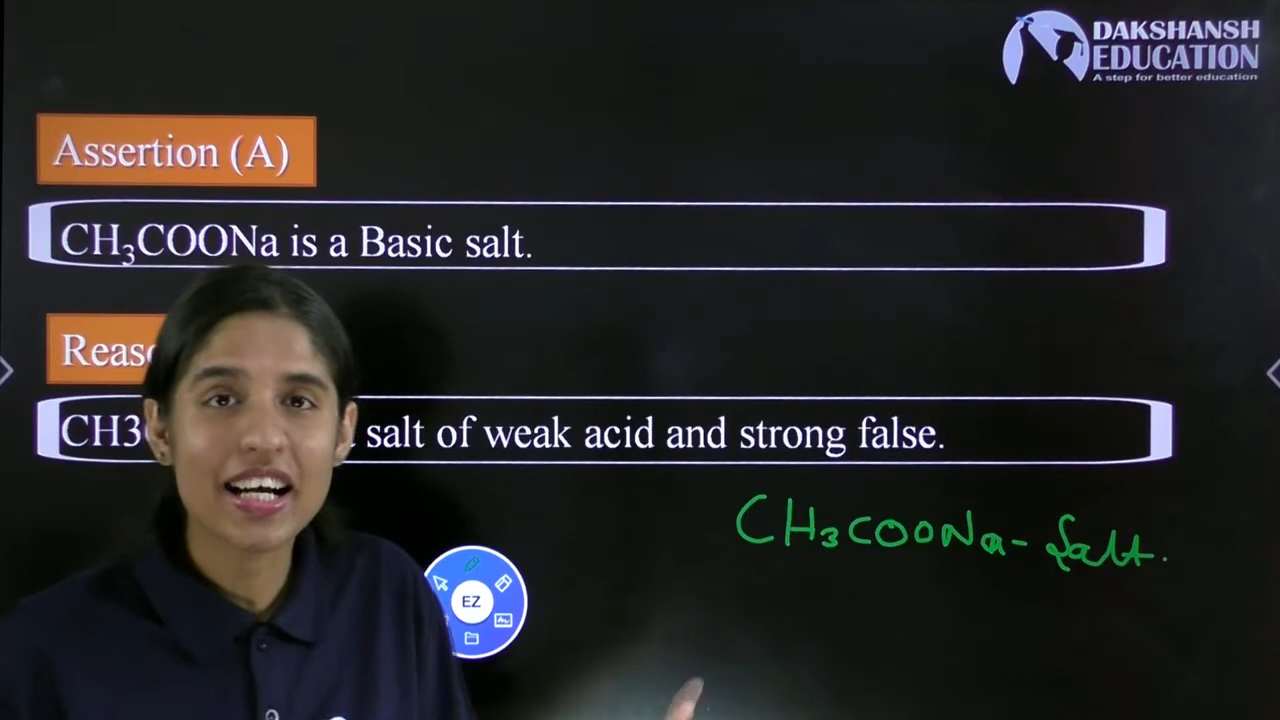 DAKSHANSH
EDUCATION
A step for better education
Assertion (A)
CH₃COONa is a Basic salt.
CH3 salt of weak acid and strong false.
CH₃COONa- Salt.
EZ